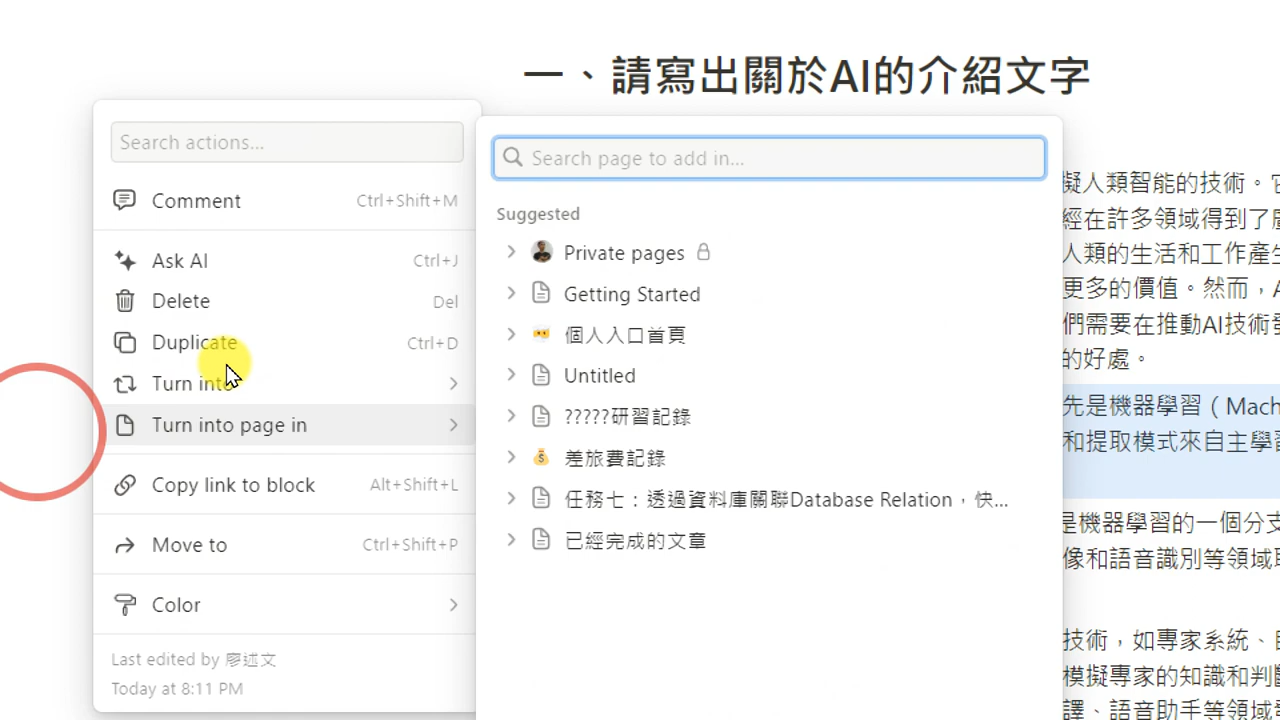 一、請寫出關於AI的介紹文字
Search actions...
Comment Ctrl+Shift+M
Ask AI Ctrl+J
Delete Del
Duplicate Ctrl+D
Turn into
Turn into page in
Copy link to block Alt+Shift+L
Move to Ctrl+Shift+P
Color
Last edited by 廖述文
Today at 8:11 PM
Search page to add in...
Suggested
Private pages
Getting Started
個人入口首頁
Untitled
?????研習記錄
差旅費記錄
任務七：透過資料庫關聯Database Relation，快...
已經完成的文章
擬人類智能的技術。它
經在許多領域得到了
人類的生活和工作產生
更多的價值。然而，A
們需要在推動AI技術發
的好處。
先是機器學習（Mach
和提取模式來自主學習
是機器學習的一個分支
像和語音識別等領域
技術，如專家系統、
模擬專家的知識和判斷
譯、語音助手等領域